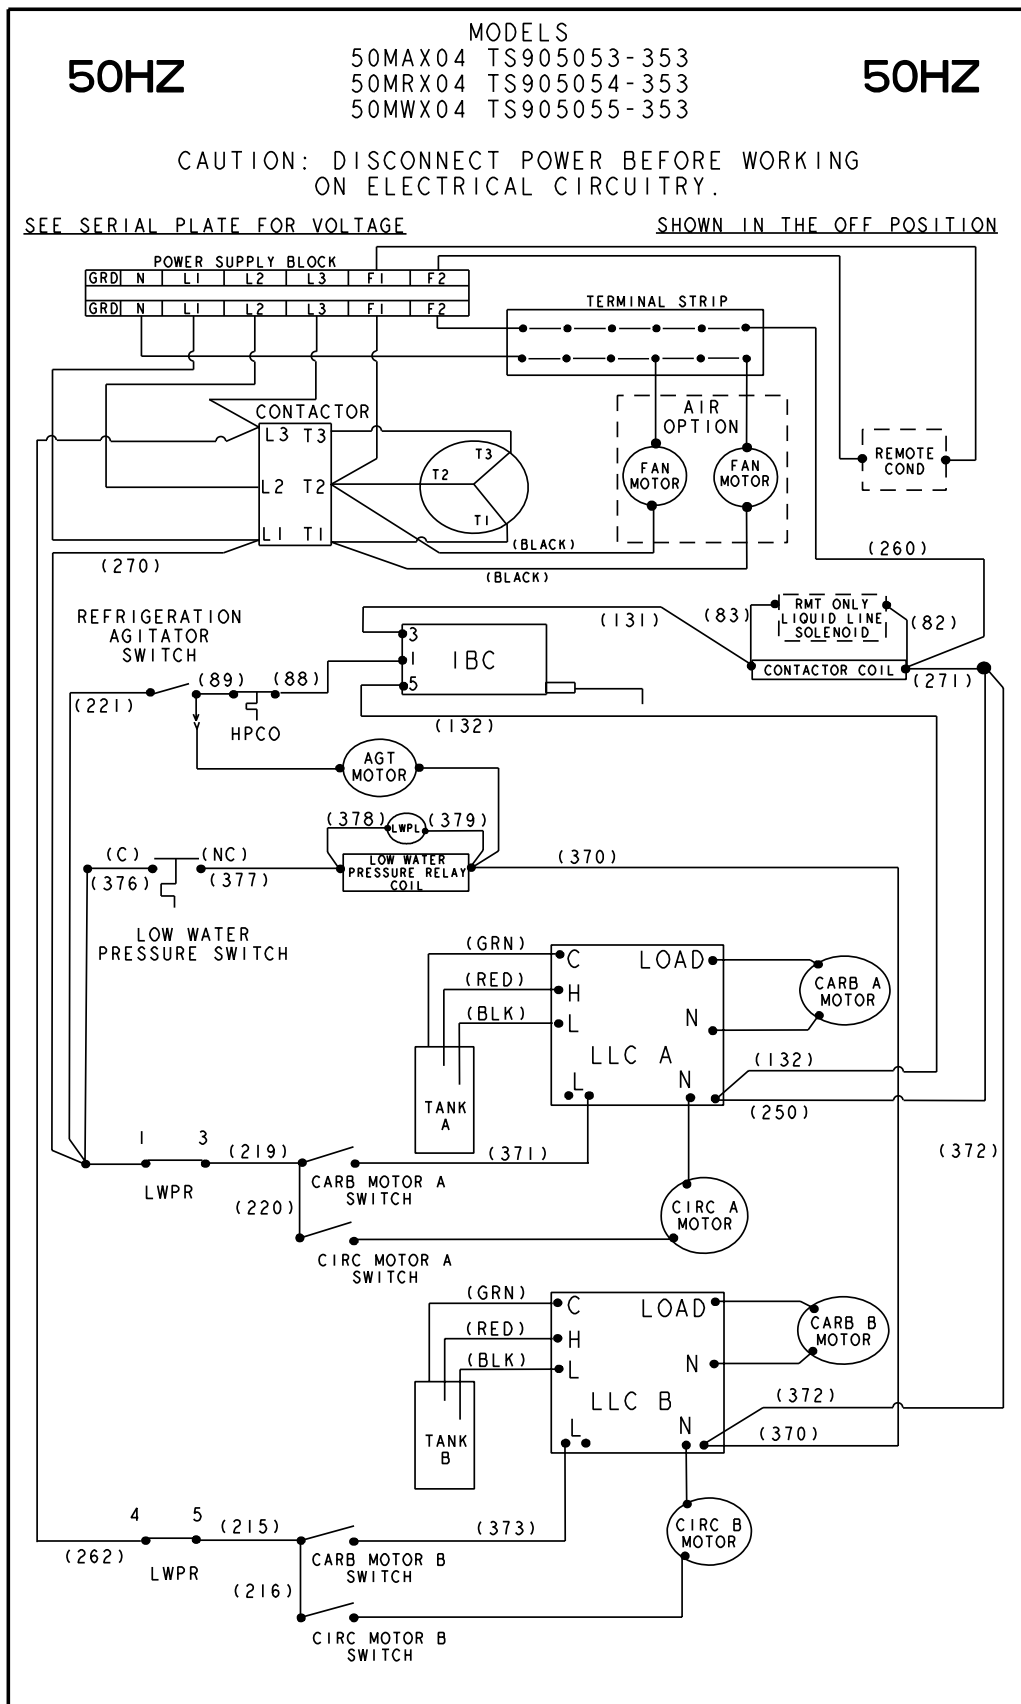 MODELS
50HZ 50MAX04 TS905053-353 50HZ
50MRX04 TS905054-353
50MWX04 TS905055-353
CAUTION: DISCONNECT POWER BEFORE WORKING
ON ELECTRICAL CIRCUITRY.
SEE SERIAL PLATE FOR VOLTAGE
SHOWN IN THE OFF POSITION
POWER SUPPLY BLOCK
GRD N L1 L2 L3 F1 F2
GRD N L1 L2 L3 F1 F2
TERMINAL STRIP
CONTACTOR
L3 T3
L2 T2
L1 T1
T3
T2
T1
AIR
OPTION
FAN
MOTOR
FAN
MOTOR
REMOTE
COND
(BLACK)
(BLACK)
(270)
(260)
REFRIGERATION
AGITATOR
SWITCH
(131)
(83)
RMT ONLY
LIQUID LINE
SOLENOID
(82)
3
1
5
IBC
CONTACTOR COIL
(271)
(89)
(88)
(221)
HPCO
(132)
AGT
MOTOR
(378)
LWPL
(379)
(C)
(NC)
(376)
(377)
LOW WATER
PRESSURE RELAY
COIL
(370)
LOW WATER
PRESSURE SWITCH
(GRN)
(RED)
(BLK)
C
H
L
LOAD
N
LLC A
L
N
CARB A
MOTOR
TANK
A
(132)
(250)
(372)
1
3
LWPR
(219)
(371)
CARB MOTOR A
SWITCH
(220)
CIRC MOTOR A
SWITCH
CIRC A
MOTOR
(GRN)
(RED)
(BLK)
C
H
L
LOAD
N
LLC B
L
N
CARB B
MOTOR
TANK
B
(372)
(370)
4
5
LWPR
(262)
(215)
(373)
CARB MOTOR B
SWITCH
(216)
CIRC MOTOR B
SWITCH
CIRC B
MOTOR